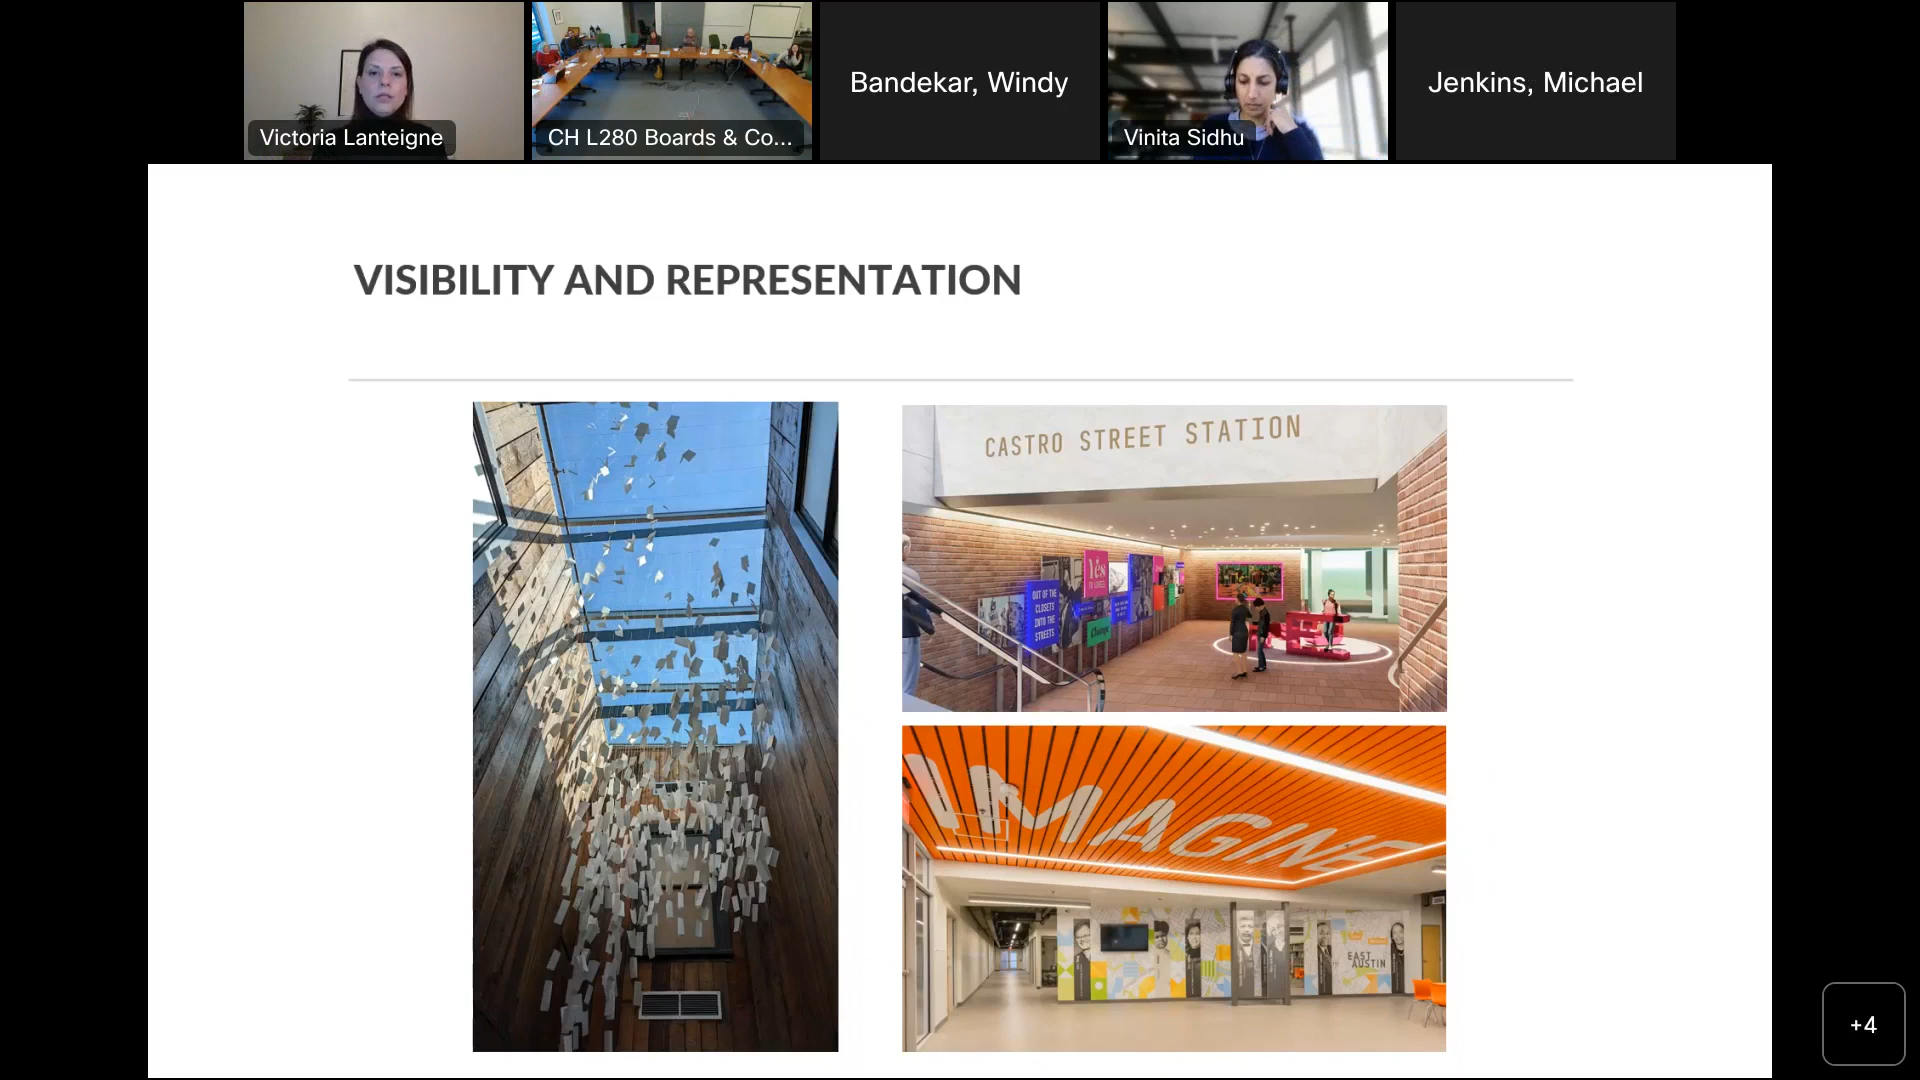 Victoria Lanteigne
CH L280 Boards & Co...
Bandekar, Windy
Vinita Sidhu
Jenkins, Michael
VISIBILITY AND REPRESENTATION
CASTRO STREET STATION
Yes
OUT OF THE
CLOSETS
INTO THE
STREETS
IMAGINE
EAST
AUSTIN
+4